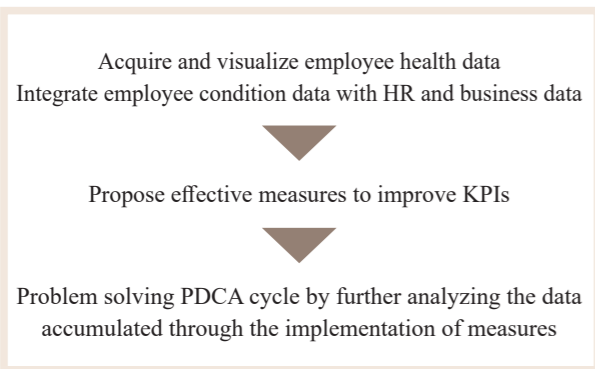 Acquire and visualize employee health data
Integrate employee condition data with HR and business data
Propose effective measures to improve KPIs
Problem solving PDCA cycle by further analyzing the data
accumulated through the implementation of measures